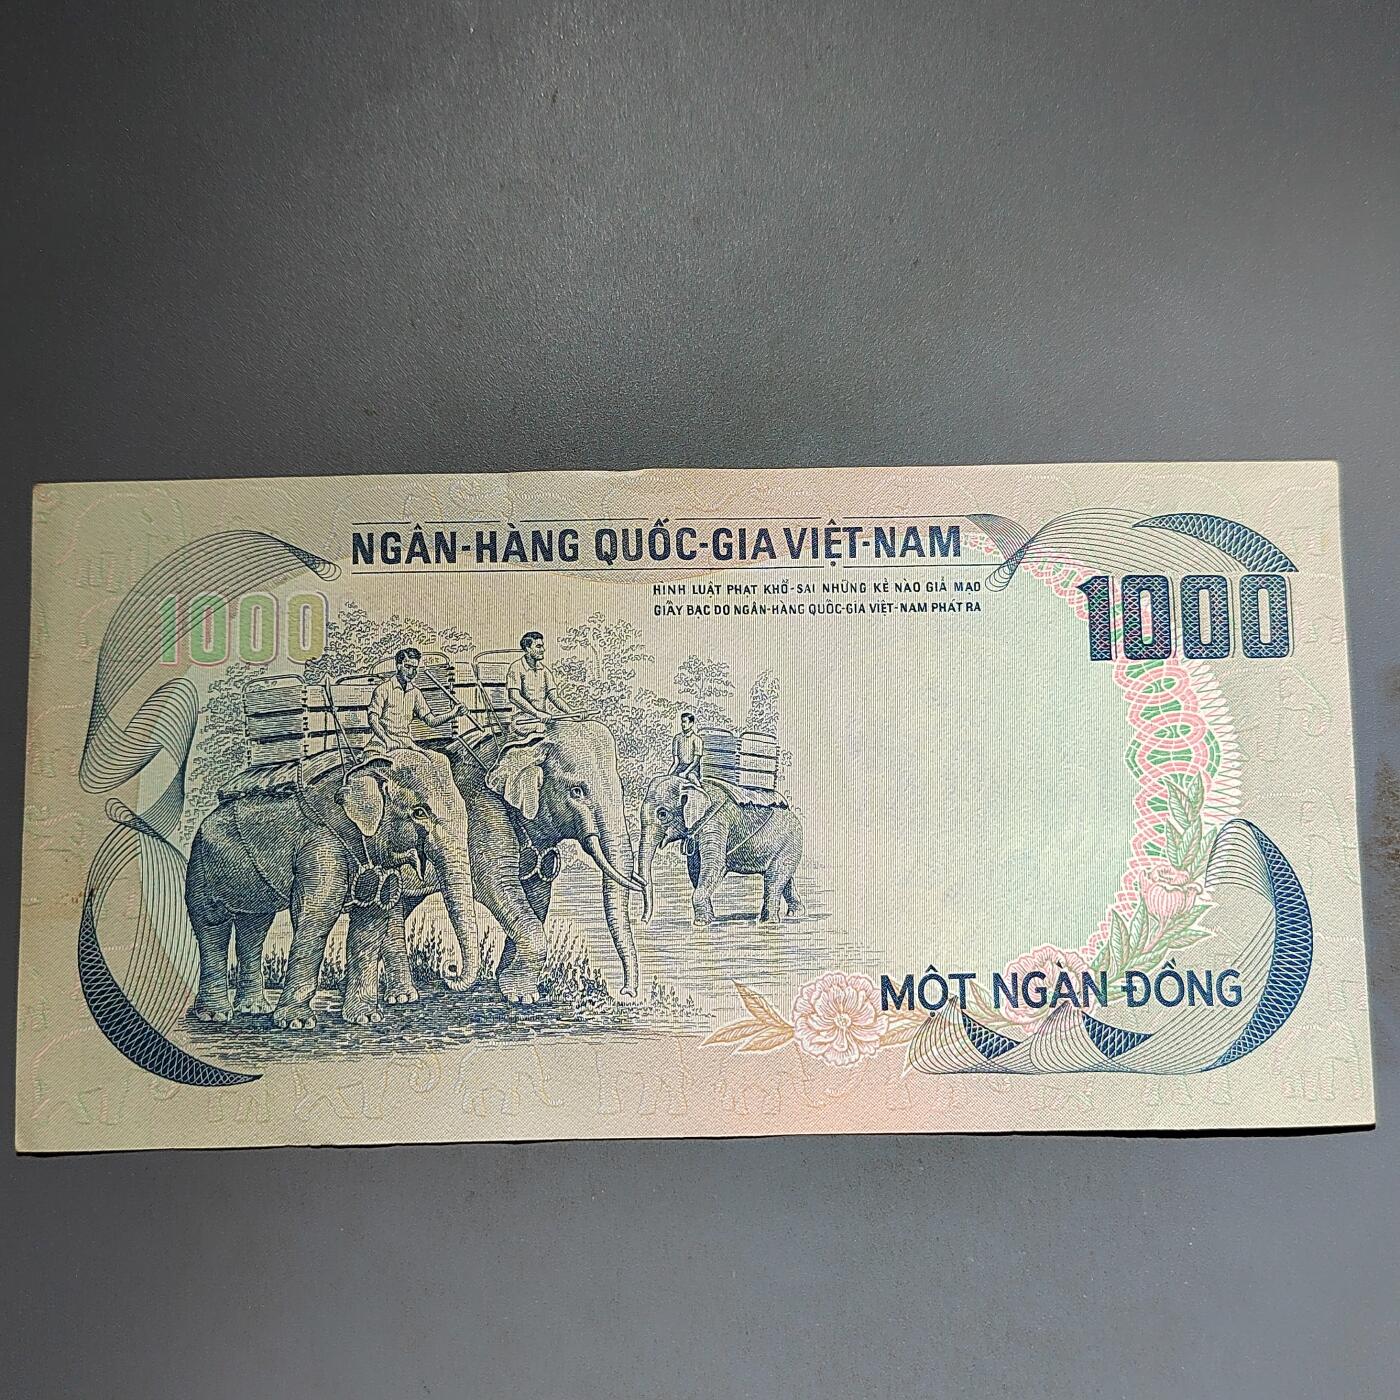 NGÂN-HÀNG QUỐC-GIA VIỆT-NAM
HÌNH LUẬT PHẠT KHỔ-SAI NHỮNG KẺ NÀO GIẢ MẠO
GIẤY BẠC DO NGÂN-HÀNG QUỐC-GIA VIỆT-NAM PHÁT RA
1000
1000
MỘT NGÀN ĐỒNG